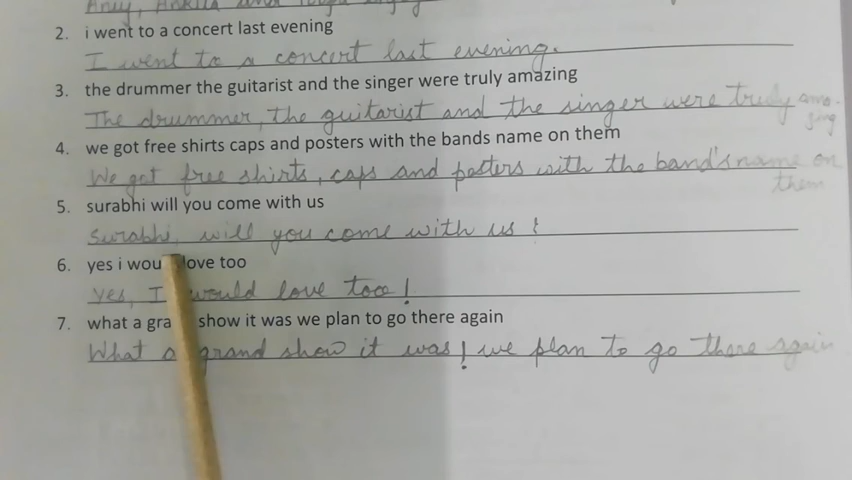 2. i went to a concert last evening
I went to a concert last evening.
3. the drummer the guitarist and the singer were truly amazing
The drummer, the guitarist and the singer were truly ama-
zing
4. we got free shirts caps and posters with the bands name on them
We got free shirts, caps and posters with the band's name on
them
5. surabhi will you come with us
Surabhi, will you come with us ?
6. yes i wou love too
Yes, I would love too!
7. what a gra show it was we plan to go there again
What a grand show it was! we plan to go there again